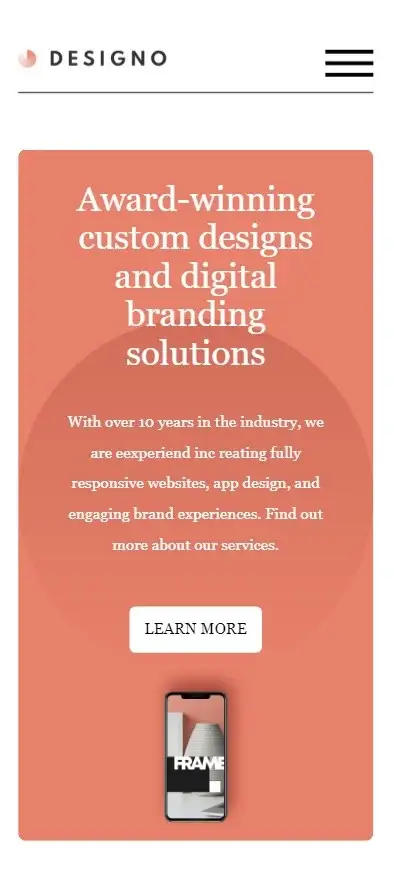 DESIGNO
Award-winning
custom designs
and digital
branding
solutions
With over 10 years in the industry, we
are eexperiend inc reating fully
responsive websites, app design, and
engaging brand experiences. Find out
more about our services.
LEARN MORE
FRAME